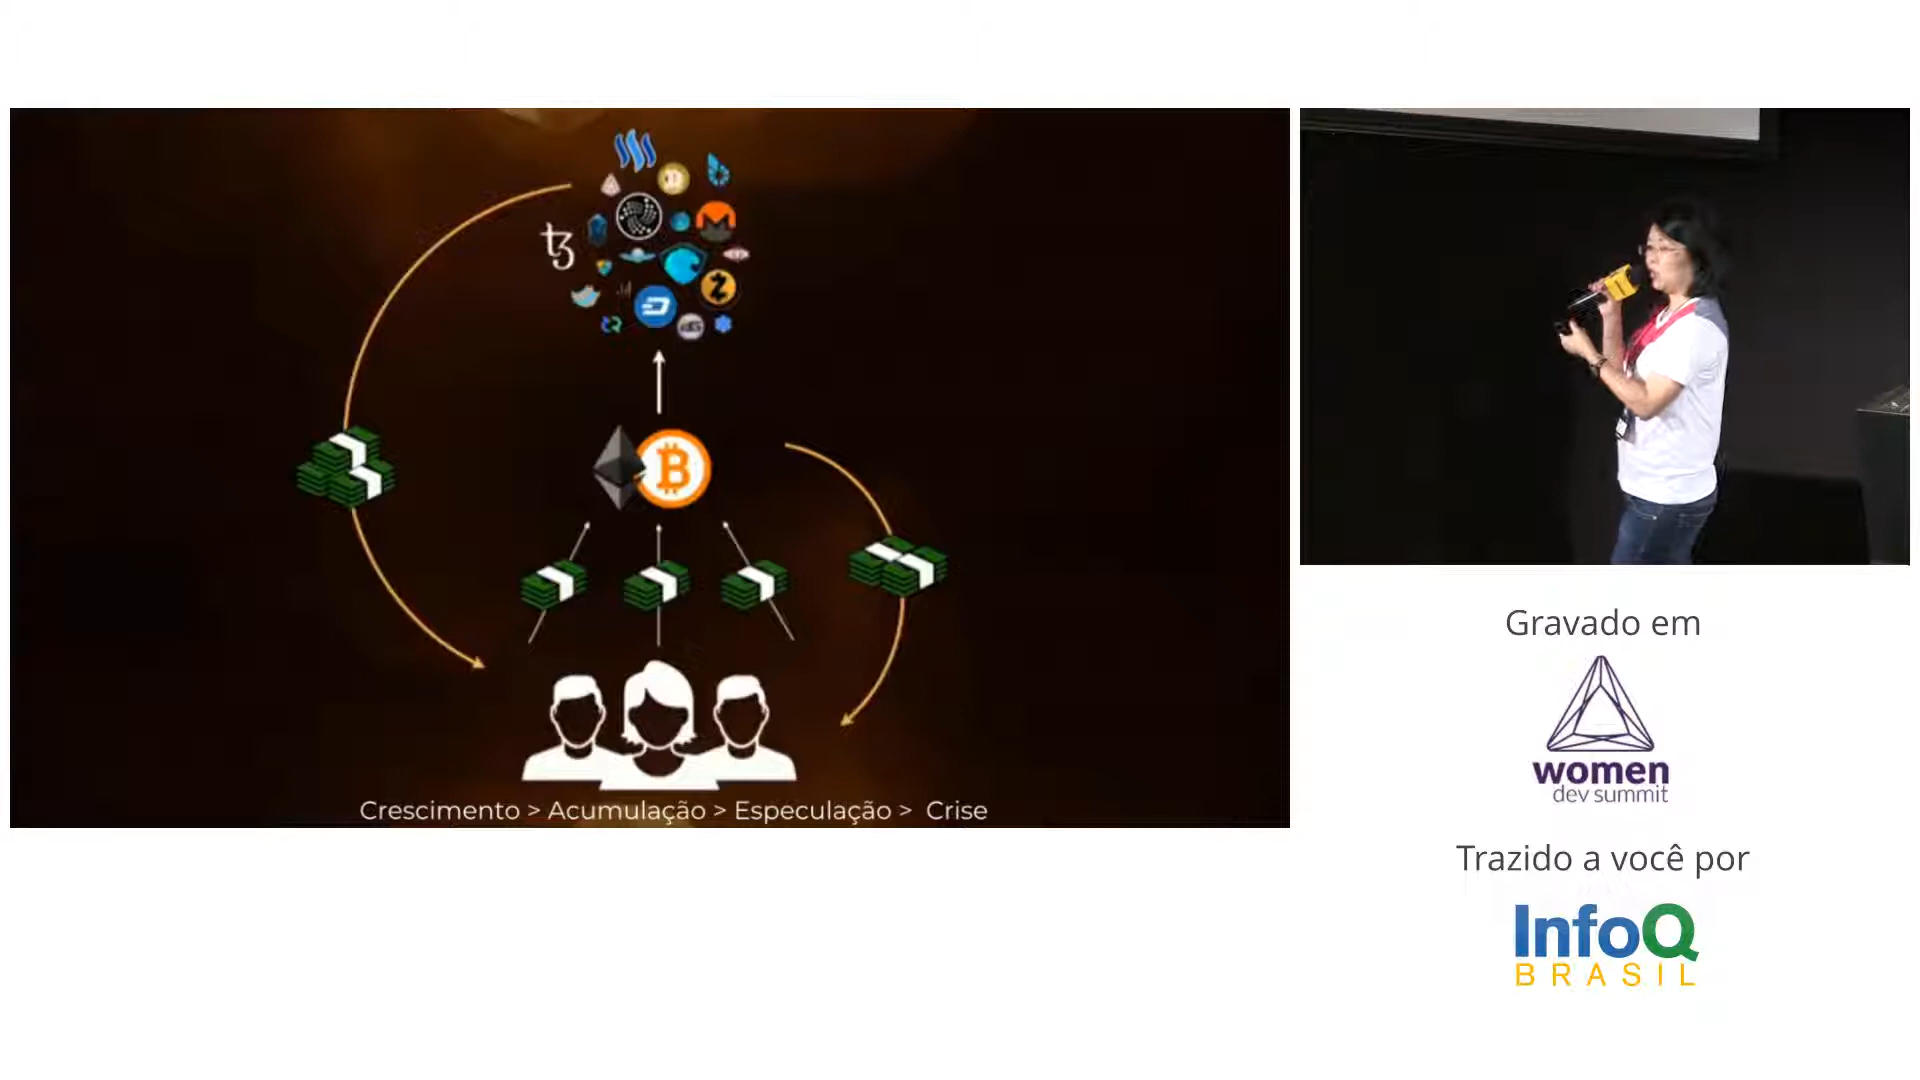 Crescimento > Acumulação > Especulação > Crise
Gravado em
women
dev summit
Trazido a você por
InfoQ
BRASIL